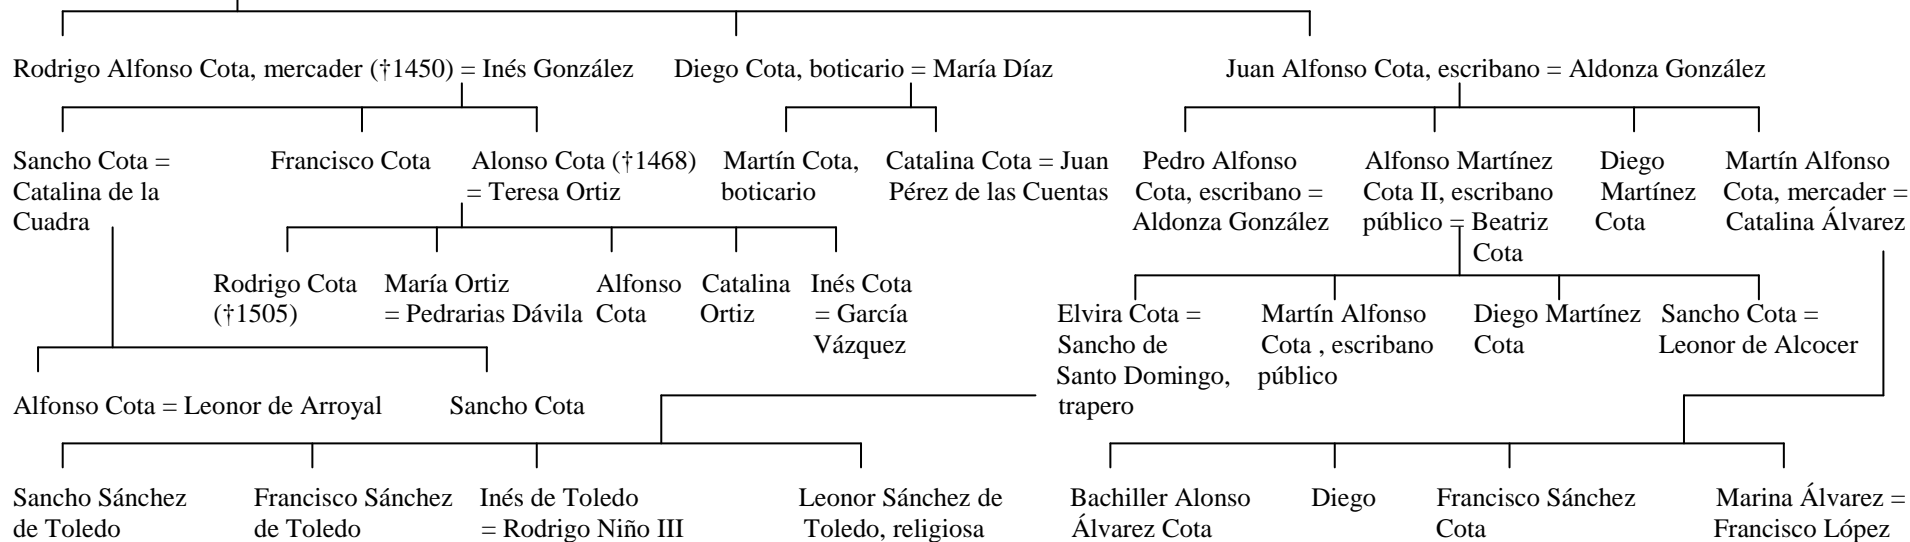 Rodrigo Alfonso Cota, mercader (†1450) = Inés González
Diego Cota, boticario = María Díaz
Juan Alfonso Cota, escribano = Aldonza González
Sancho Cota =
Catalina de la
Cuadra
Francisco Cota
Alonso Cota (†1468)
= Teresa Ortiz
Martín Cota,
boticario
Catalina Cota = Juan
Pérez de las Cuentas
Pedro Alfonso
Cota, escribano =
Aldonza González
Alfonso Martínez
Cota II, escribano
público = Beatriz
Cota
Diego
Martínez
Cota
Martín Alfonso
Cota, mercader =
Catalina Álvarez
Rodrigo Cota
(†1505)
María Ortiz
= Pedrarias Dávila
Alfonso
Cota
Catalina
Ortiz
Inés Cota
= García
Vázquez
Elvira Cota =
Sancho de
Santo Domingo,
trapero
Martín Alfonso
Cota , escribano
público
Diego Martínez
Cota
Sancho Cota =
Leonor de Alcocer
Alfonso Cota = Leonor de Arroyal
Sancho Cota
Sancho Sánchez
de Toledo
Francisco Sánchez
de Toledo
Inés de Toledo
= Rodrigo Niño III
Leonor Sánchez de
Toledo, religiosa
Bachiller Alonso
Álvarez Cota
Diego
Francisco Sánchez
Cota
Marina Álvarez =
Francisco López